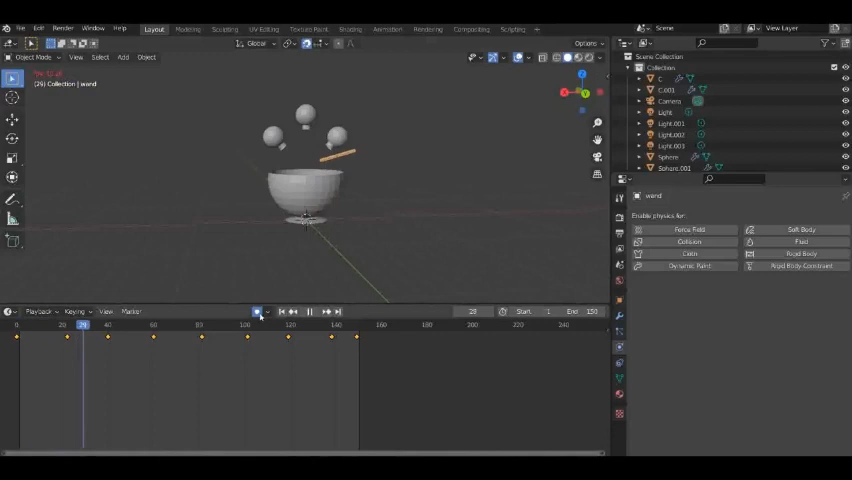 File Edit Render Window Help Layout Modeling Sculpting UV Editing Texture Paint Shading Animation Rendering Compositing Scripting + Scene View Layer
Global Options
Object Mode View Select Add Object
(29) Collection | wand
Z
X
Y
Scene Collection
Collection
C
C.001
Camera
Light
Light.001
Light.002
Light.003
Sphere
Sphere.001
wand
Enable physics for:
Force Field Soft Body
Collision Fluid
Cloth Rigid Body
Dynamic Paint Rigid Body Constraint
Playback Keying View Marker 28 Start 1 End 150
0 20 29 40 60 80 100 120 140 160 180 200 220 240